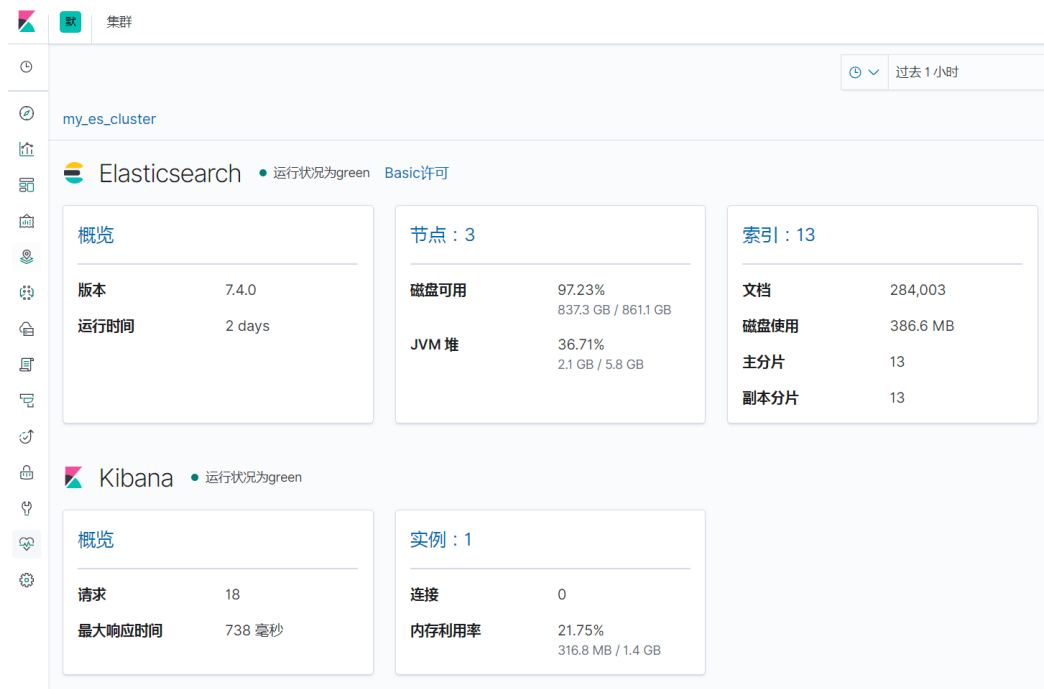 默 集群
过去 1 小时
my_es_cluster
Elasticsearch 运行状况为green Basic许可
概览
版本 7.4.0
运行时间 2 days
节点：3
磁盘可用 97.23%
837.3 GB / 861.1 GB
JVM 堆 36.71%
2.1 GB / 5.8 GB
索引：13
文档 284,003
磁盘使用 386.6 MB
主分片 13
副本分片 13
Kibana 运行状况为green
概览
请求 18
最大响应时间 738 毫秒
实例：1
连接 0
内存利用率 21.75%
316.8 MB / 1.4 GB